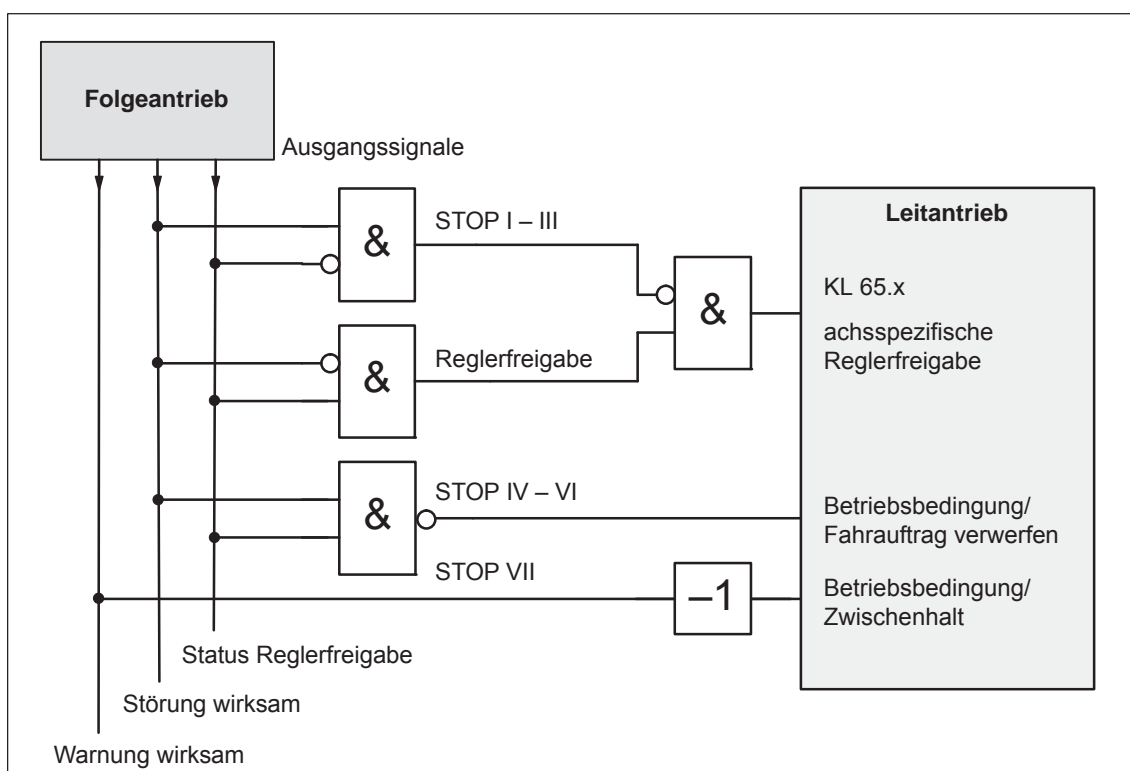 Folgeantrieb
Ausgangssignale
&
STOP I – III
Leitantrieb
&
KL 65.x
achsspezifische
Reglerfreigabe
&
Reglerfreigabe
&
STOP IV – VI
Betriebsbedingung/
Fahrauftrag verwerfen
STOP VII
–1
Betriebsbedingung/
Zwischenhalt
Status Reglerfreigabe
Störung wirksam
Warnung wirksam